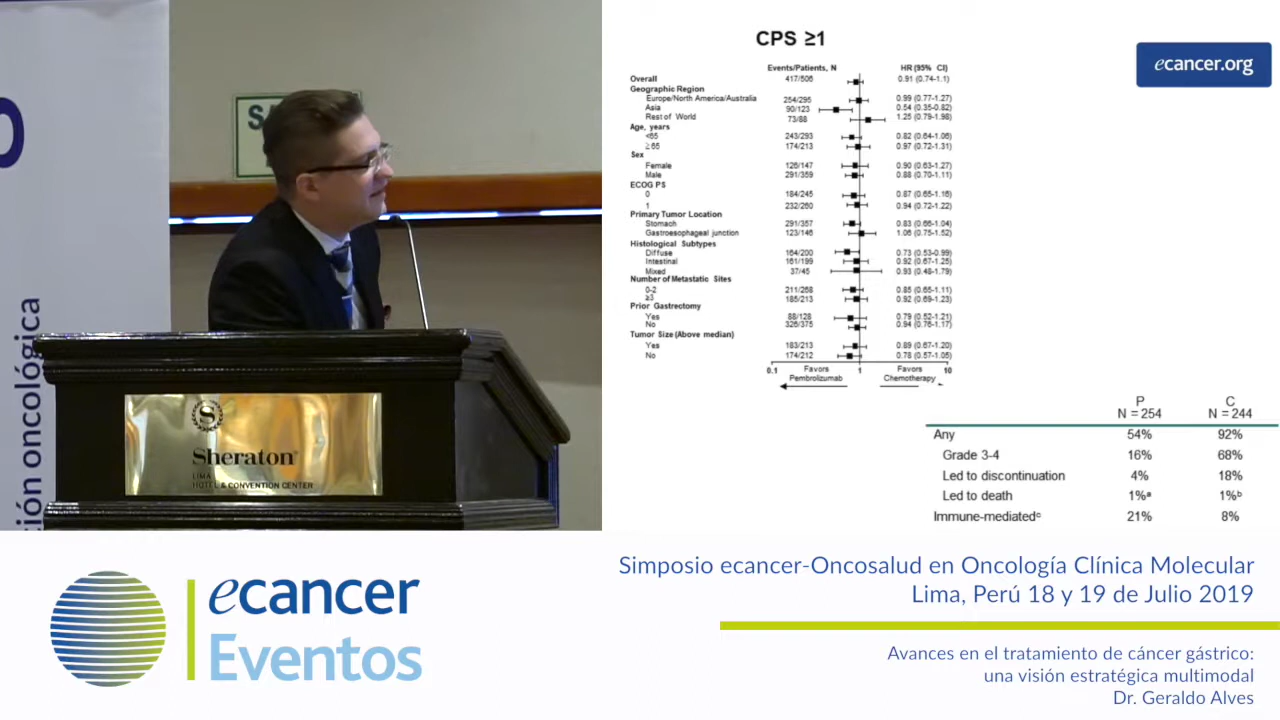 CPS ≥1
ecancer.org
Events/Patients, N HR (95% CI)
Overall 417/506 0.91 (0.74-1.1)
Geographic Region
Europe/North America/Australia 254/295 0.99 (0.77-1.27)
Asia 90/123 0.54 (0.35-0.82)
Rest of World 73/88 1.25 (0.79-1.98)
Age, years
<65 243/293 0.82 (0.64-1.06)
≥ 65 174/213 0.97 (0.72-1.31)
Sex
Female 126/147 0.90 (0.63-1.27)
Male 291/359 0.88 (0.70-1.11)
ECOG PS
0 184/245 0.87 (0.65-1.16)
1 232/260 0.94 (0.72-1.22)
Primary Tumor Location
Stomach 291/357 0.83 (0.66-1.04)
Gastroesophageal junction 123/146 1.06 (0.75-1.52)
Histological Subtypes
Diffuse 164/200 0.73 (0.53-0.99)
Intestinal 161/199 0.92 (0.67-1.25)
Mixed 37/45 0.93 (0.48-1.79)
Number of Metastatic Sites
0-2 211/268 0.85 (0.65-1.11)
≥3 185/213 0.92 (0.69-1.23)
Prior Gastrectomy
Yes 88/128 0.79 (0.52-1.21)
No 326/375 0.94 (0.76-1.17)
Tumor Size (Above median)
Yes 183/213 0.89 (0.67-1.20)
No 174/212 0.78 (0.57-1.05)
0.1 1 10
Favors Pembrolizumab
Favors Chemotherapy
P C
N = 254 N = 244
Any 54% 92%
Grade 3-4 16% 68%
Led to discontinuation 4% 18%
Led to death 1%ᵃ 1%ᵇ
Immune-mediatedᶜ 21% 8%
ción oncológica
S
Sheraton
LIMA
HOTEL & CONVENTION CENTER
ecancer
Eventos
Simposio ecancer-Oncosalud en Oncología Clínica Molecular
Lima, Perú 18 y 19 de Julio 2019
Avances en el tratamiento de cáncer gástrico:
una visión estratégica multimodal
Dr. Geraldo Alves